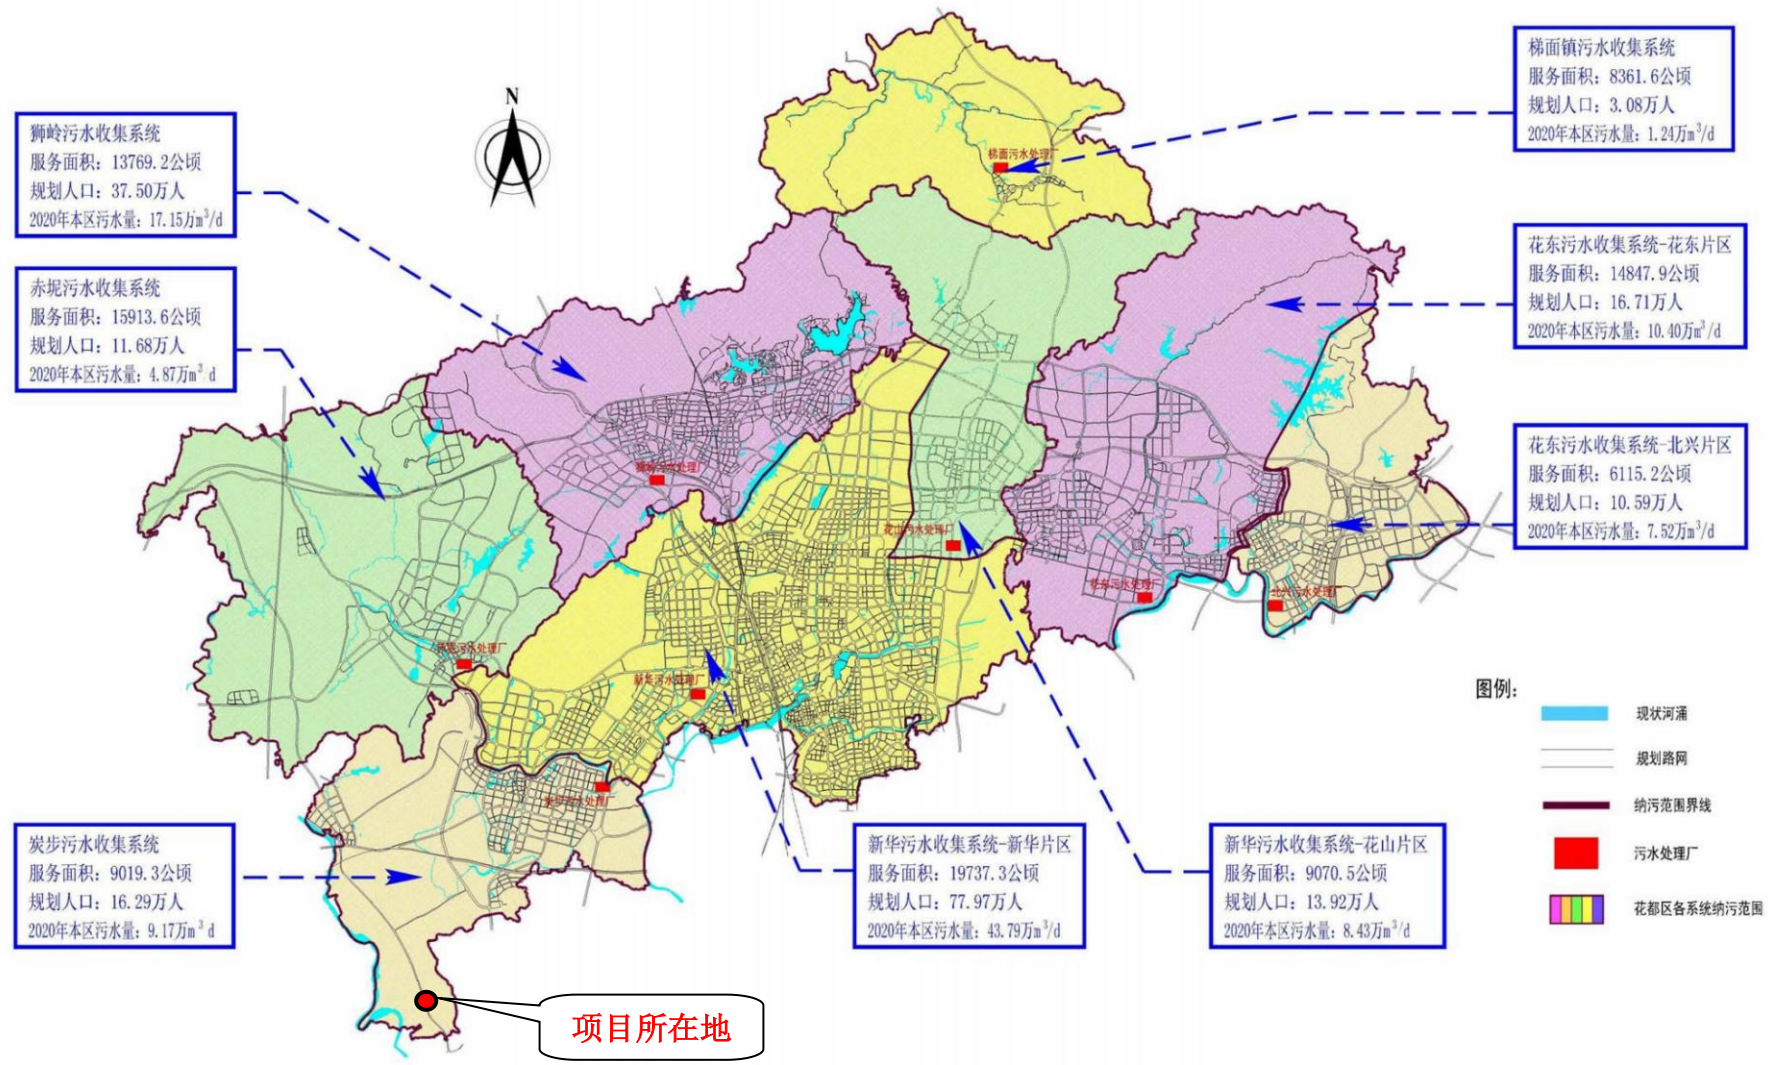 梯面镇污水收集系统
服务面积：8361.6公顷
规划人口：3.08万人
2020年本区污水量：1.24万m³/d
N
狮岭污水收集系统
服务面积：13769.2公顷
规划人口：37.50万人
2020年本区污水量：17.15万m³/d
梯面污水处理厂
花东污水收集系统-花东片区
服务面积：14847.9公顷
规划人口：16.71万人
2020年本区污水量：10.40万m³/d
赤坭污水收集系统
服务面积：15913.6公顷
规划人口：11.68万人
2020年本区污水量：4.87万m³ d
花东污水收集系统-北兴片区
服务面积：6115.2公顷
规划人口：10.59万人
2020年本区污水量：7.52万m³/d
狮岭污水处理厂
花山污水处理厂
花东污水处理厂
北兴污水处理厂
赤坭污水处理厂
新华污水处理厂
炭步污水处理厂
图例：
现状河涌
规划路网
纳污范围界线
污水处理厂
花都区各系统纳污范围
炭步污水收集系统
服务面积：9019.3公顷
规划人口：16.29万人
2020年本区污水量：9.17万m³ d
新华污水收集系统-新华片区
服务面积：19737.3公顷
规划人口：77.97万人
2020年本区污水量：43.79万m³/d
新华污水收集系统-花山片区
服务面积：9070.5公顷
规划人口：13.92万人
2020年本区污水量：8.43万m³/d
项目所在地